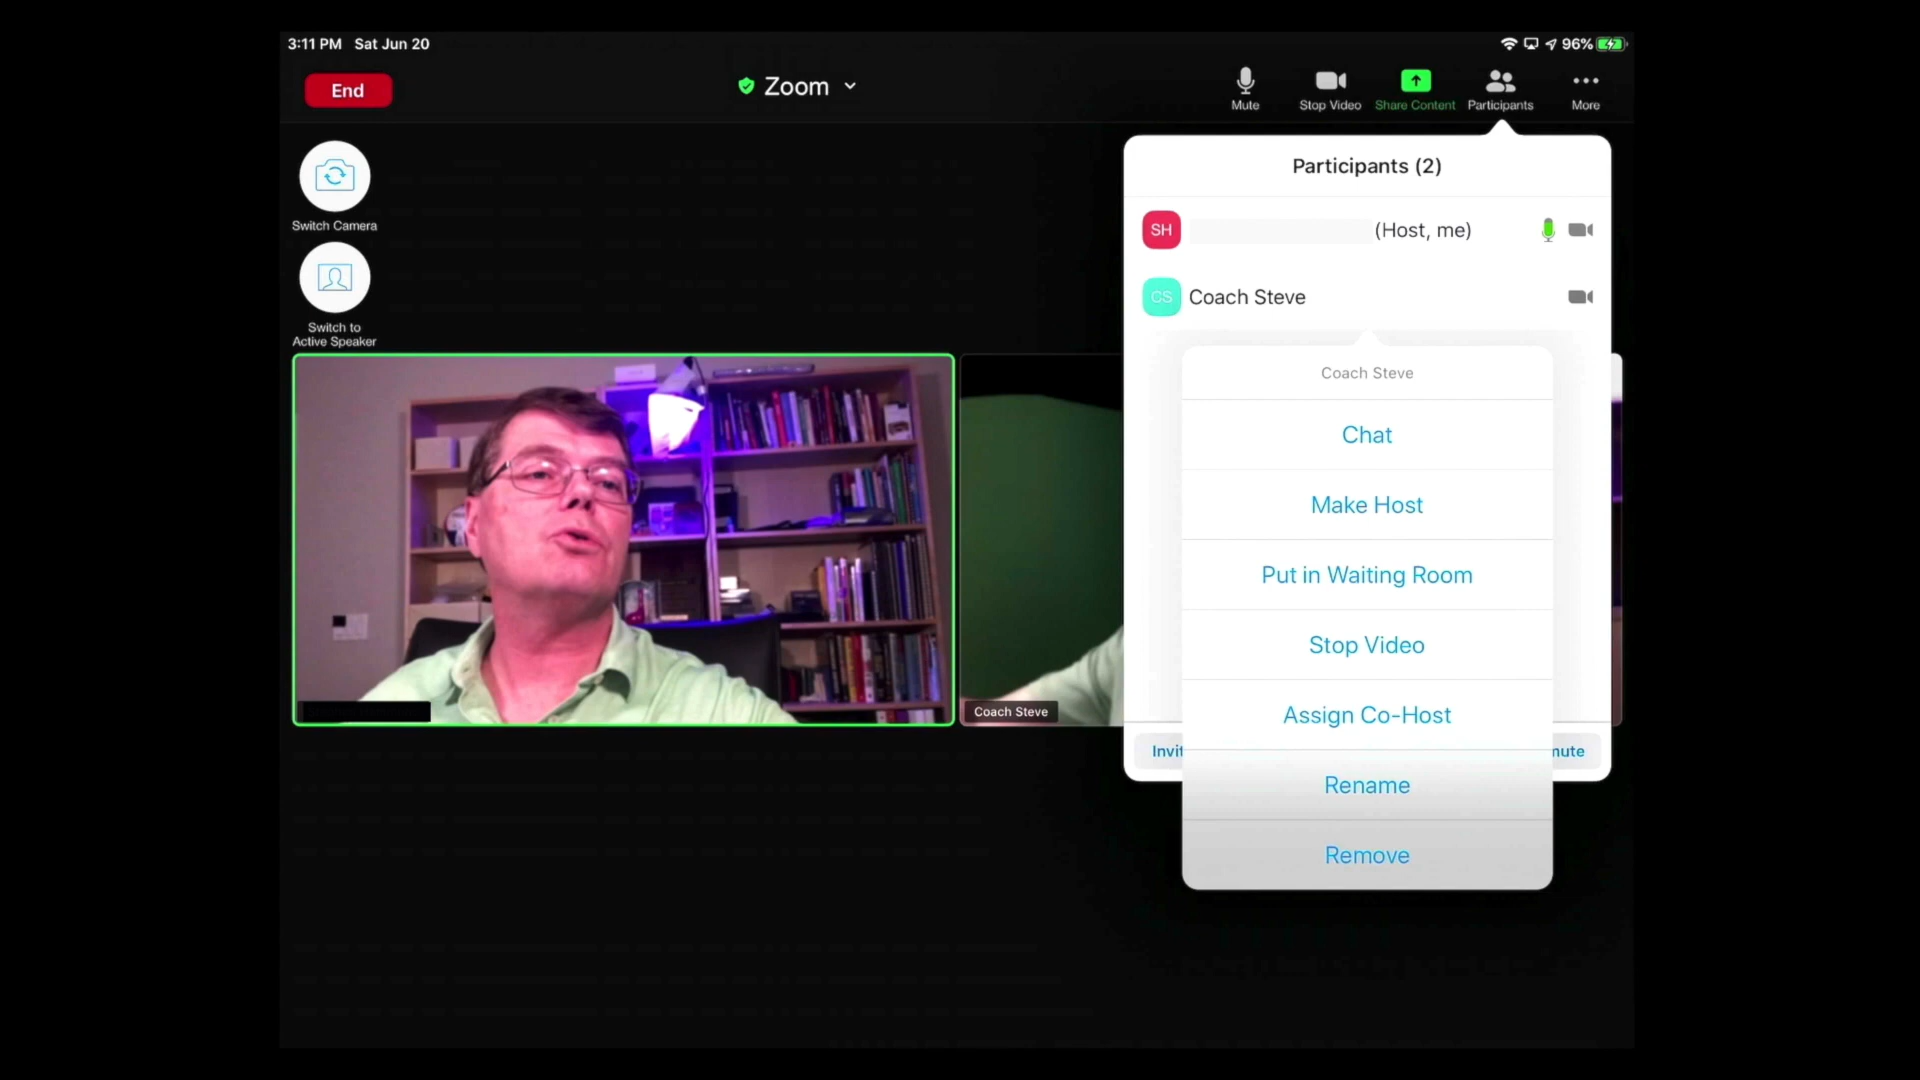 3:11 PM Sat Jun 20
96%
End
Zoom
Mute
Stop Video
Share Content
Participants
More
Switch Camera
Switch to
Active Speaker
Participants (2)
SH (Host, me)
CS Coach Steve
Coach Steve
Chat
Make Host
Put in Waiting Room
Stop Video
Assign Co-Host
Rename
Remove
Coach Steve